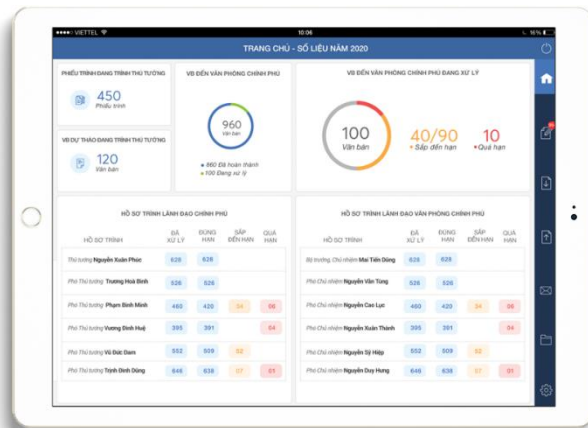 VIETTEL
10:06
16%
TRANG CHỦ - SỐ LIỆU NĂM 2020
PHIẾU TRÌNH ĐANG TRÌNH THỦ TƯỚNG
450
Phiếu trình
VB DỰ THẢO ĐANG TRÌNH THỦ TƯỚNG
120
Văn bản
VB ĐẾN VĂN PHÒNG CHÍNH PHỦ
960
Văn bản
860 Đã hoàn thành
100 Đang xử lý
VB ĐẾN VĂN PHÒNG CHÍNH PHỦ ĐANG XỬ LÝ
100
Văn bản
40/90
Sắp đến hạn
10
Quá hạn
HỒ SƠ TRÌNH LÃNH ĐẠO CHÍNH PHỦ
HỒ SƠ TRÌNH ĐÃ XỬ LÝ ĐÚNG HẠN SẮP ĐẾN HẠN QUÁ HẠN
Thủ tướng Nguyễn Xuân Phúc 628 628
Phó Thủ tướng Trương Hoà Bình 526 526
Phó Thủ tướng Phạm Bình Minh 460 420 34 06
Phó Thủ tướng Vương Đình Huệ 395 391 04
Phó Thủ tướng Vũ Đức Đam 552 509 02
Phó Thủ tướng Trịnh Đình Dũng 646 638 07 01
HỒ SƠ TRÌNH LÃNH ĐẠO VĂN PHÒNG CHÍNH PHỦ
HỒ SƠ TRÌNH ĐÃ XỬ LÝ ĐÚNG HẠN SẮP ĐẾN HẠN QUÁ HẠN
Bộ trưởng, Chủ nhiệm Mai Tiến Dũng 628 628
Phó Chủ nhiệm Nguyễn Văn Tùng 526 526
Phó Chủ nhiệm Nguyễn Cao Lục 460 420 34 06
Phó Chủ nhiệm Nguyễn Xuân Thành 395 391 04
Phó Chủ nhiệm Nguyễn Sỹ Hiệp 552 509 02
Phó Chủ nhiệm Nguyễn Duy Hưng 646 638 07 01